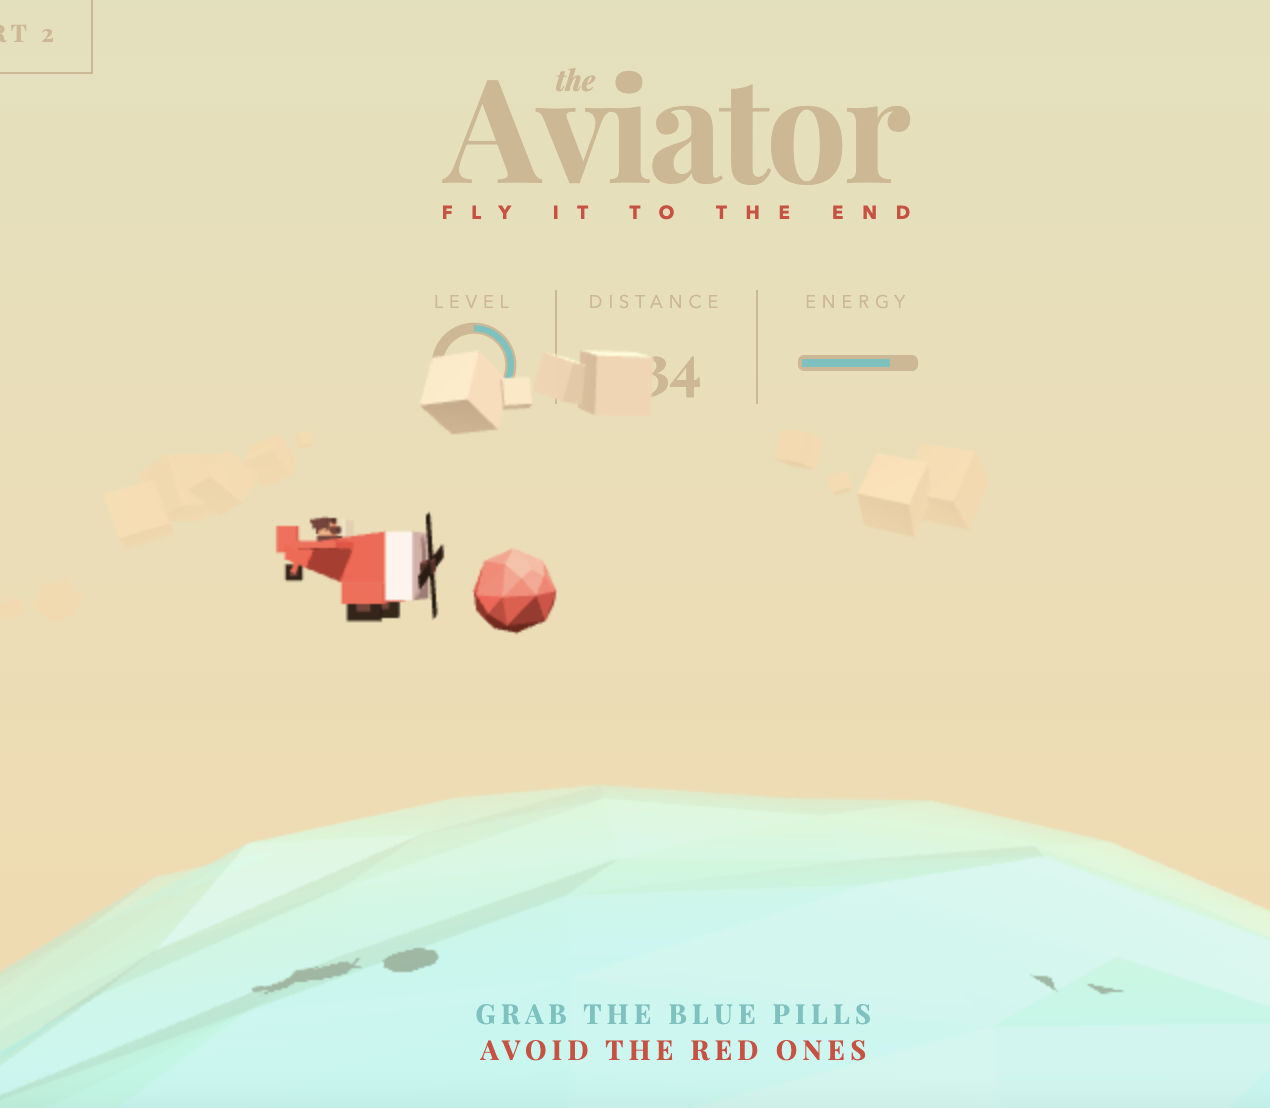 RT 2
the
Aviator
FLY IT TO THE END
LEVEL DISTANCE ENERGY
34
GRAB THE BLUE PILLS
AVOID THE RED ONES